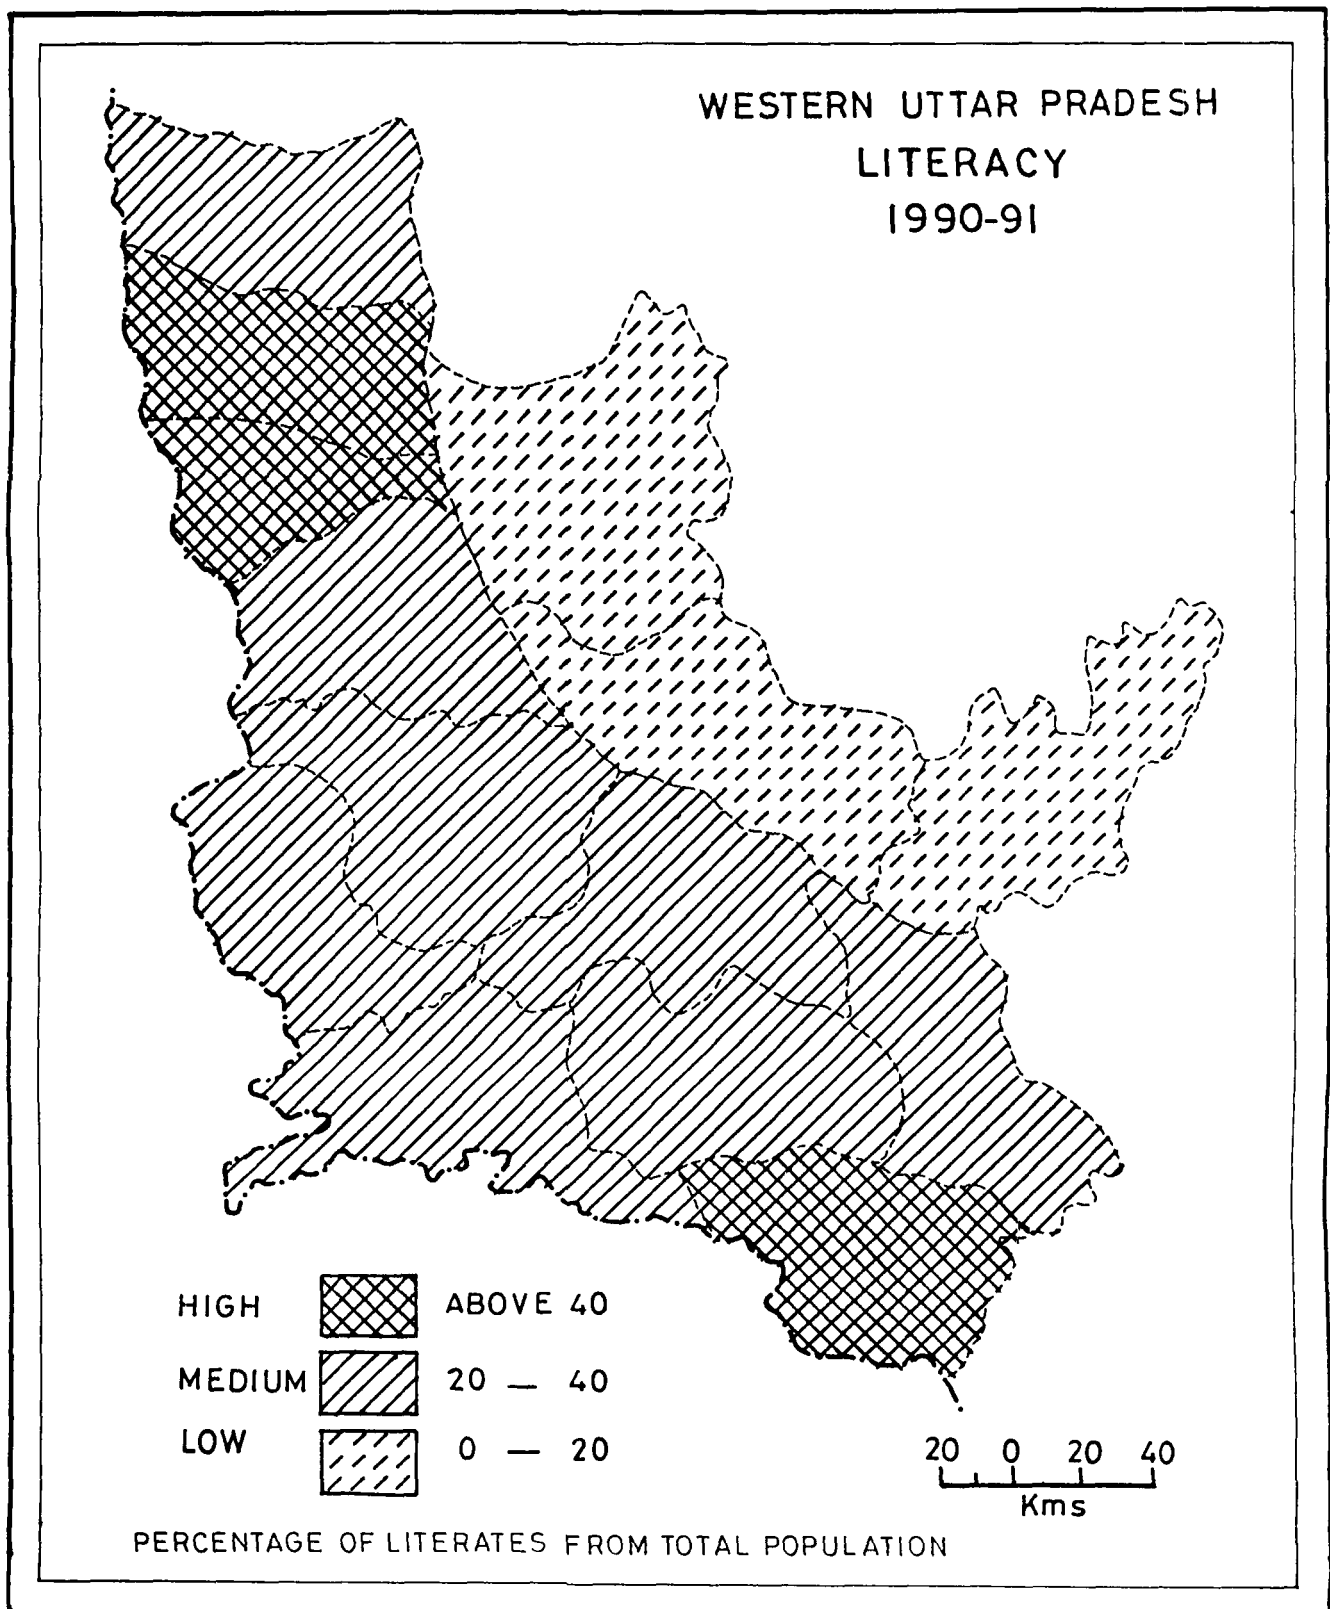 WESTERN UTTAR PRADESH
LITERACY
1990-91
HIGH ABOVE 40
MEDIUM 20 — 40
LOW 0 — 20
20 0 20 40
Kms
PERCENTAGE OF LITERATES FROM TOTAL POPULATION